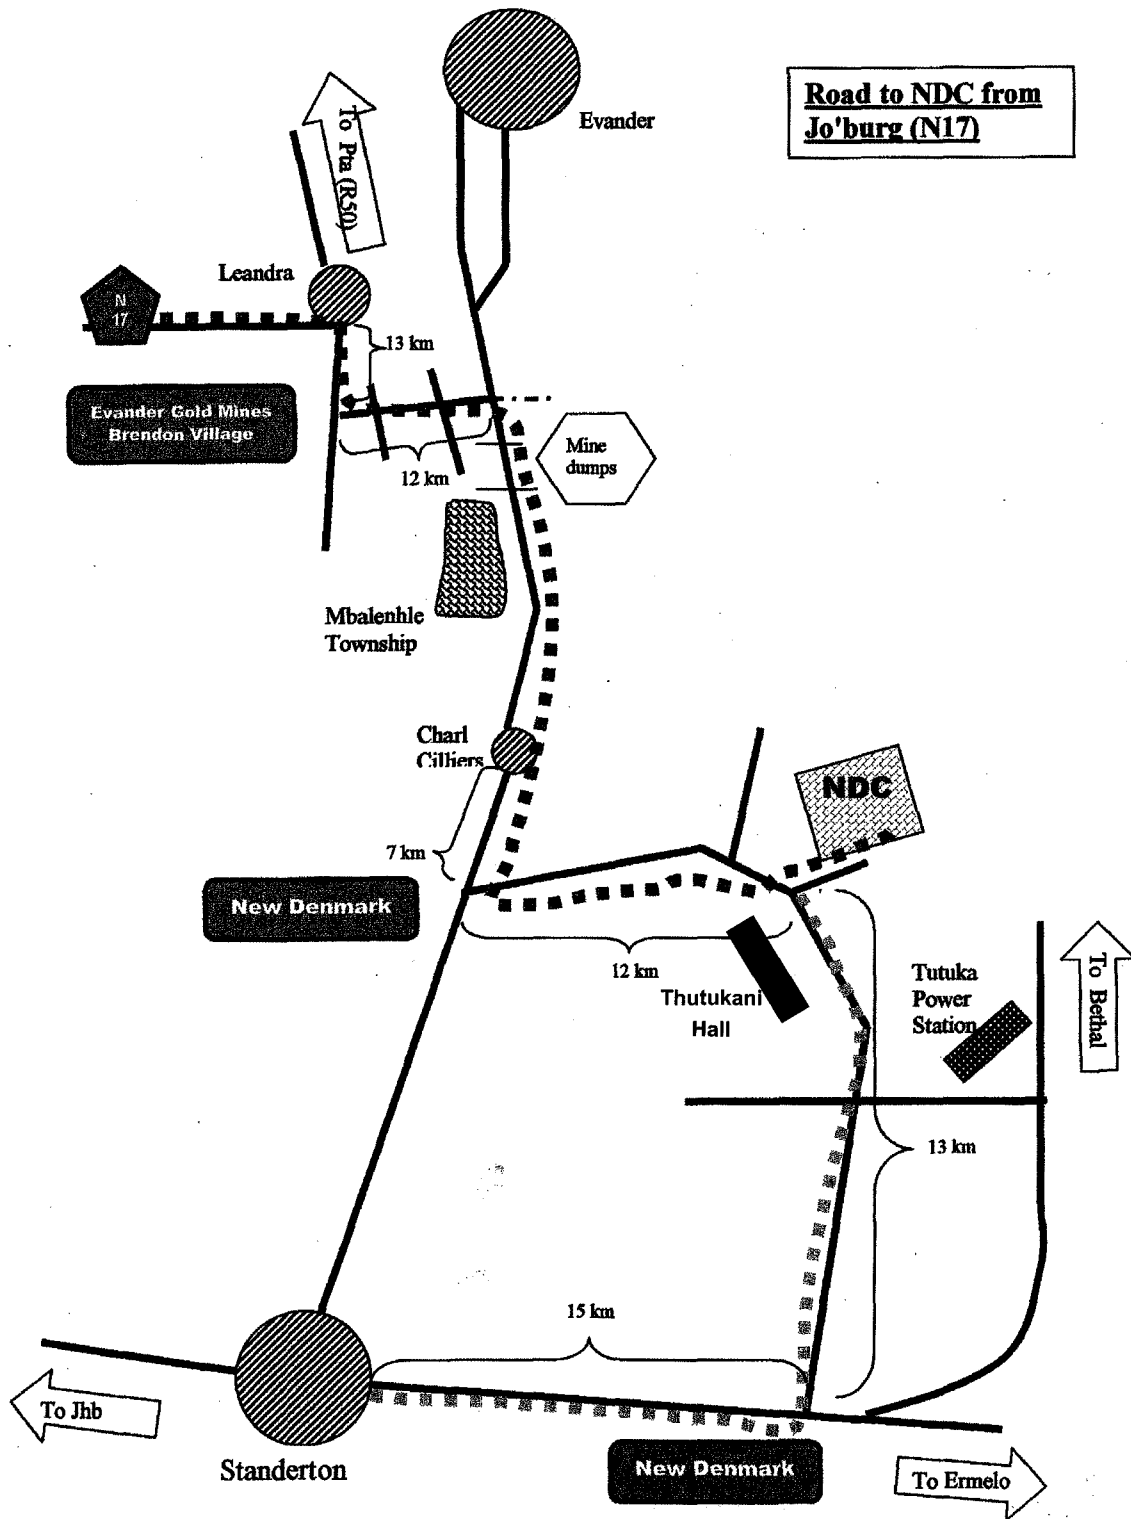 Evander
Road to NDC from
Jo'burg (N17)
To Pta (R50)
Leandra
N
17
13 km
Evander Gold Mines
Brendon Village
Mine
dumps
12 km
Mbalenhle
Township
Charl
Cilliers
NDC
7 km
New Denmark
12 km
Thutukani
Hall
Tutuka
Power
Station
To Bethal
13 km
15 km
To Jhb
Standerton
New Denmark
To Ermelo